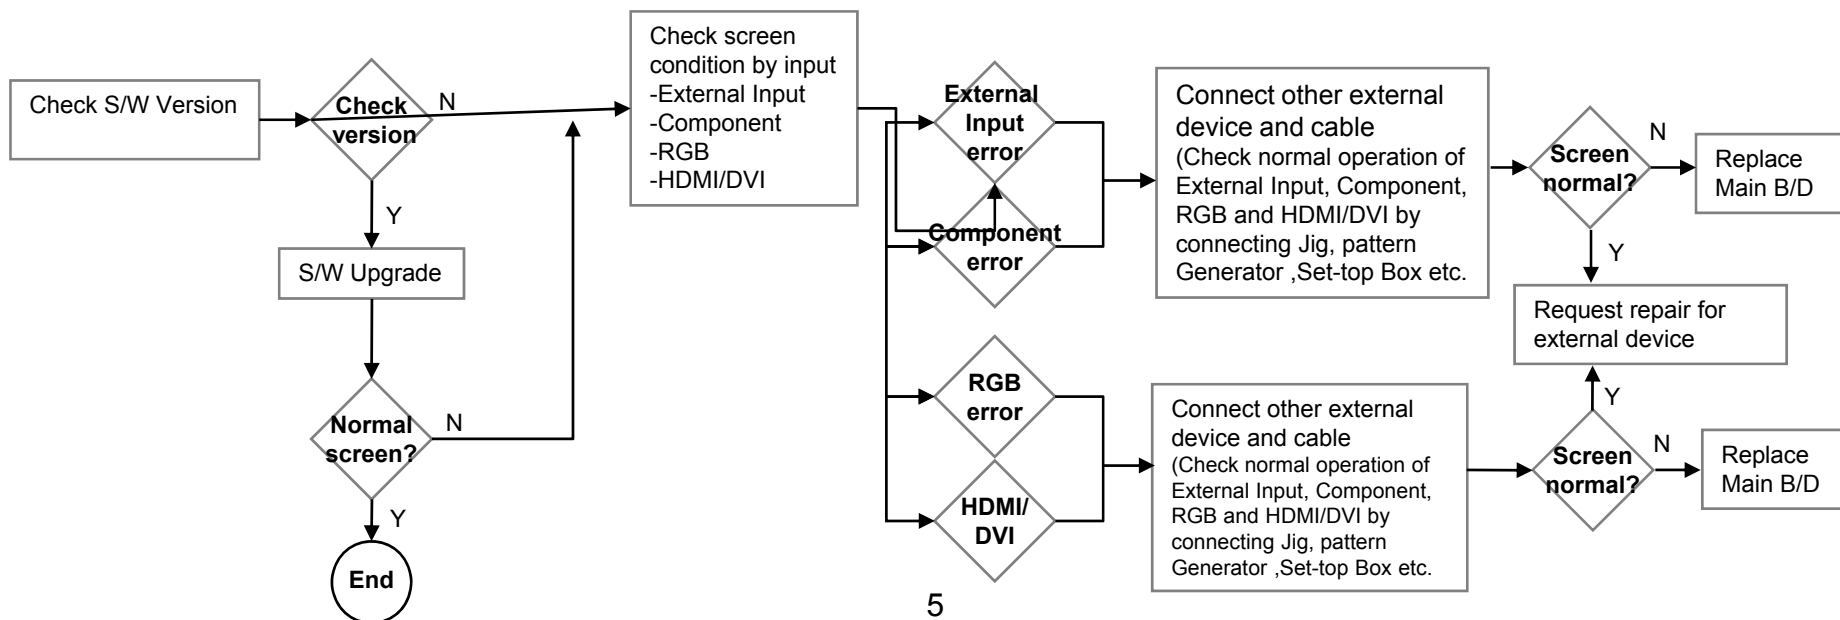 Check S/W Version
Check
version
N
Y
S/W Upgrade
Normal
screen?
N
Y
End
Check screen
condition by input
-External Input
-Component
-RGB
-HDMI/DVI
External
Input
error
Component
error
RGB
error
HDMI/
DVI
Connect other external
device and cable
(Check normal operation of
External Input, Component,
RGB and HDMI/DVI by
connecting Jig, pattern
Generator ,Set-top Box etc.
Screen
normal?
N
Replace
Main B/D
Y
Request repair for
external device
Connect other external
device and cable
(Check normal operation of
External Input, Component,
RGB and HDMI/DVI by
connecting Jig, pattern
Generator ,Set-top Box etc.
Y
Screen
normal?
N
Replace
Main B/D
5